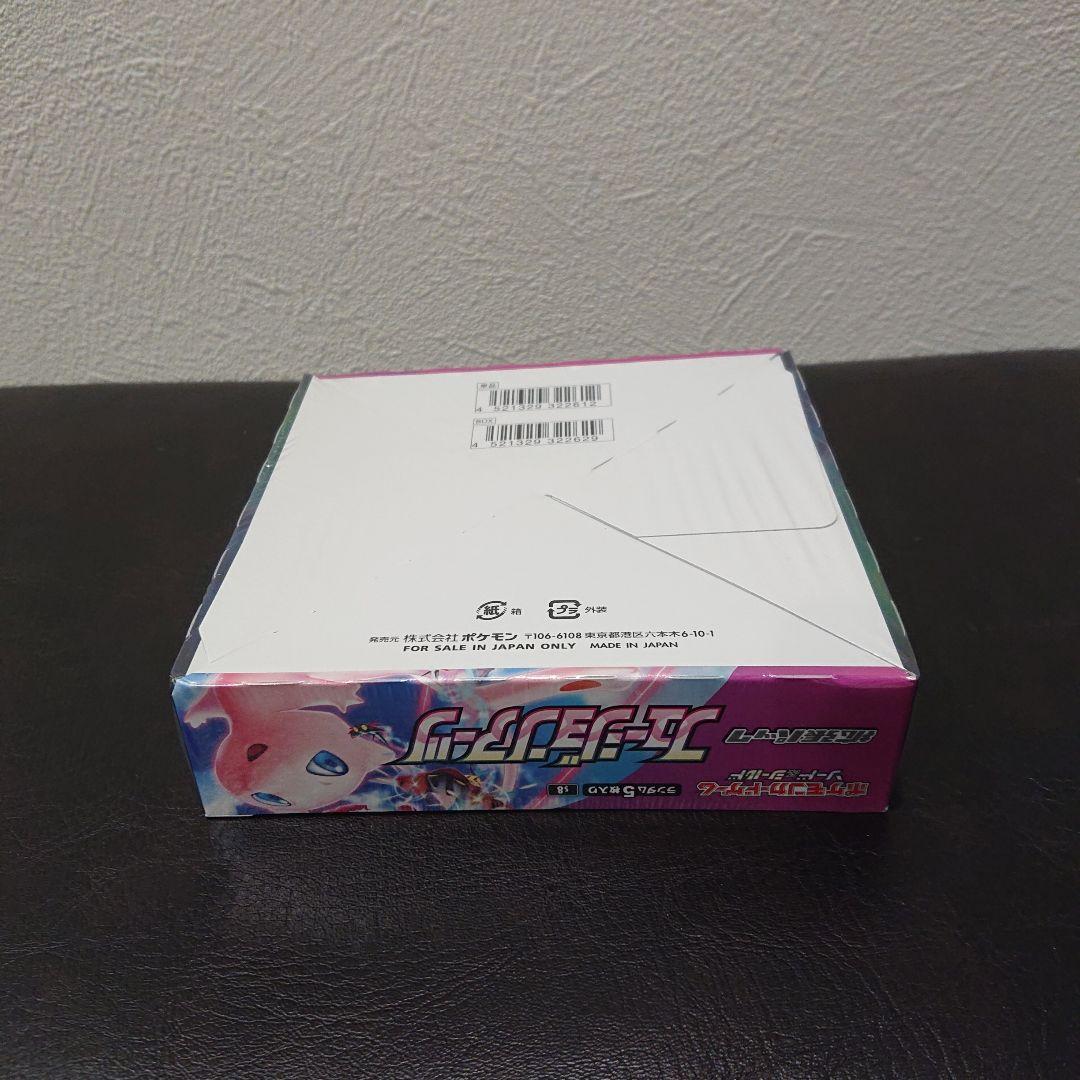 単品
4 521329 322612
BOX
4 521329 322629
紙 箱 プラ 外装
発売元 株式会社 ポケモン 〒106-6108 東京都港区六本木6-10-1
FOR SALE IN JAPAN ONLY MADE IN JAPAN
ポケモンカードゲーム
ソード&シールド
拡張パック
フュージョンアーツ
ランダム5枚入り s8